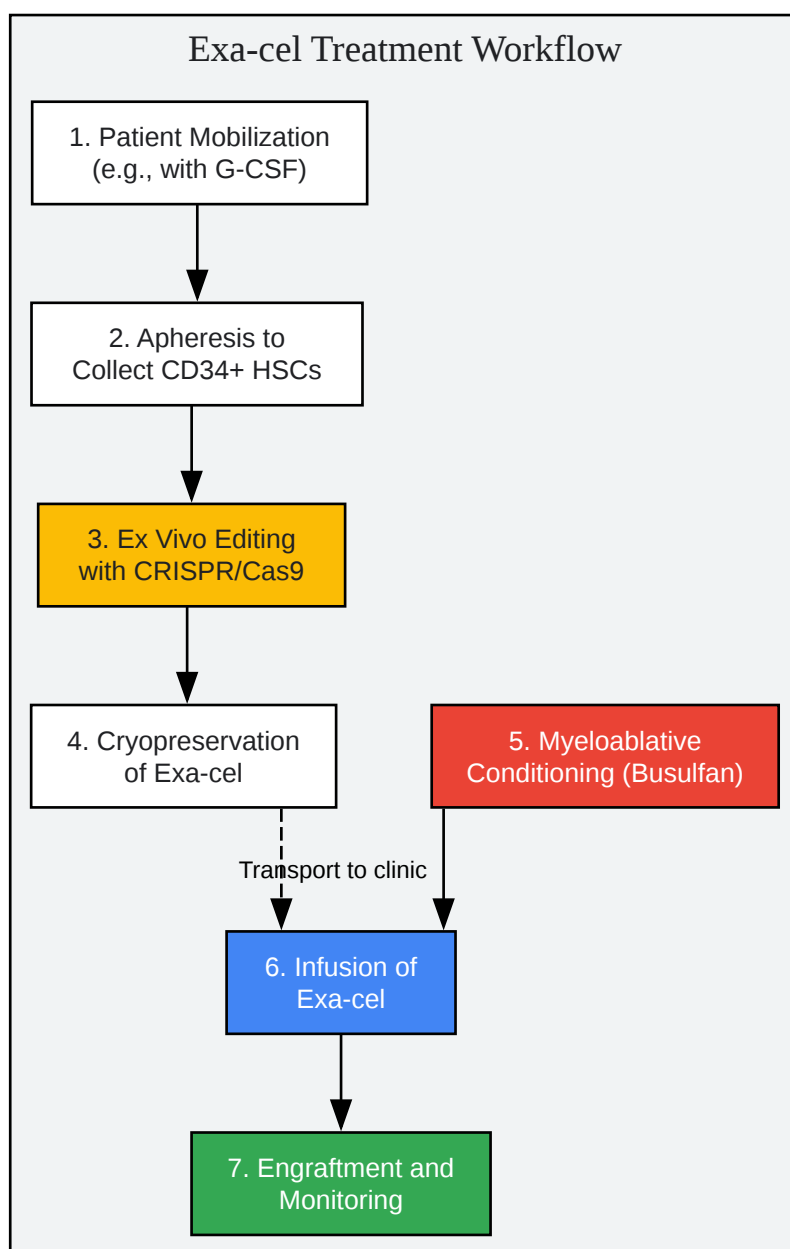 Exa-cel Treatment Workflow
1. Patient Mobilization
(e.g., with G-CSF)
2. Apheresis to
Collect CD34+ HSCs
3. Ex Vivo Editing
with CRISPR/Cas9
4. Cryopreservation
of Exa-cel
5. Myeloablative
Conditioning (Busulfan)
Transport to clinic
6. Infusion of
Exa-cel
7. Engraftment and
Monitoring